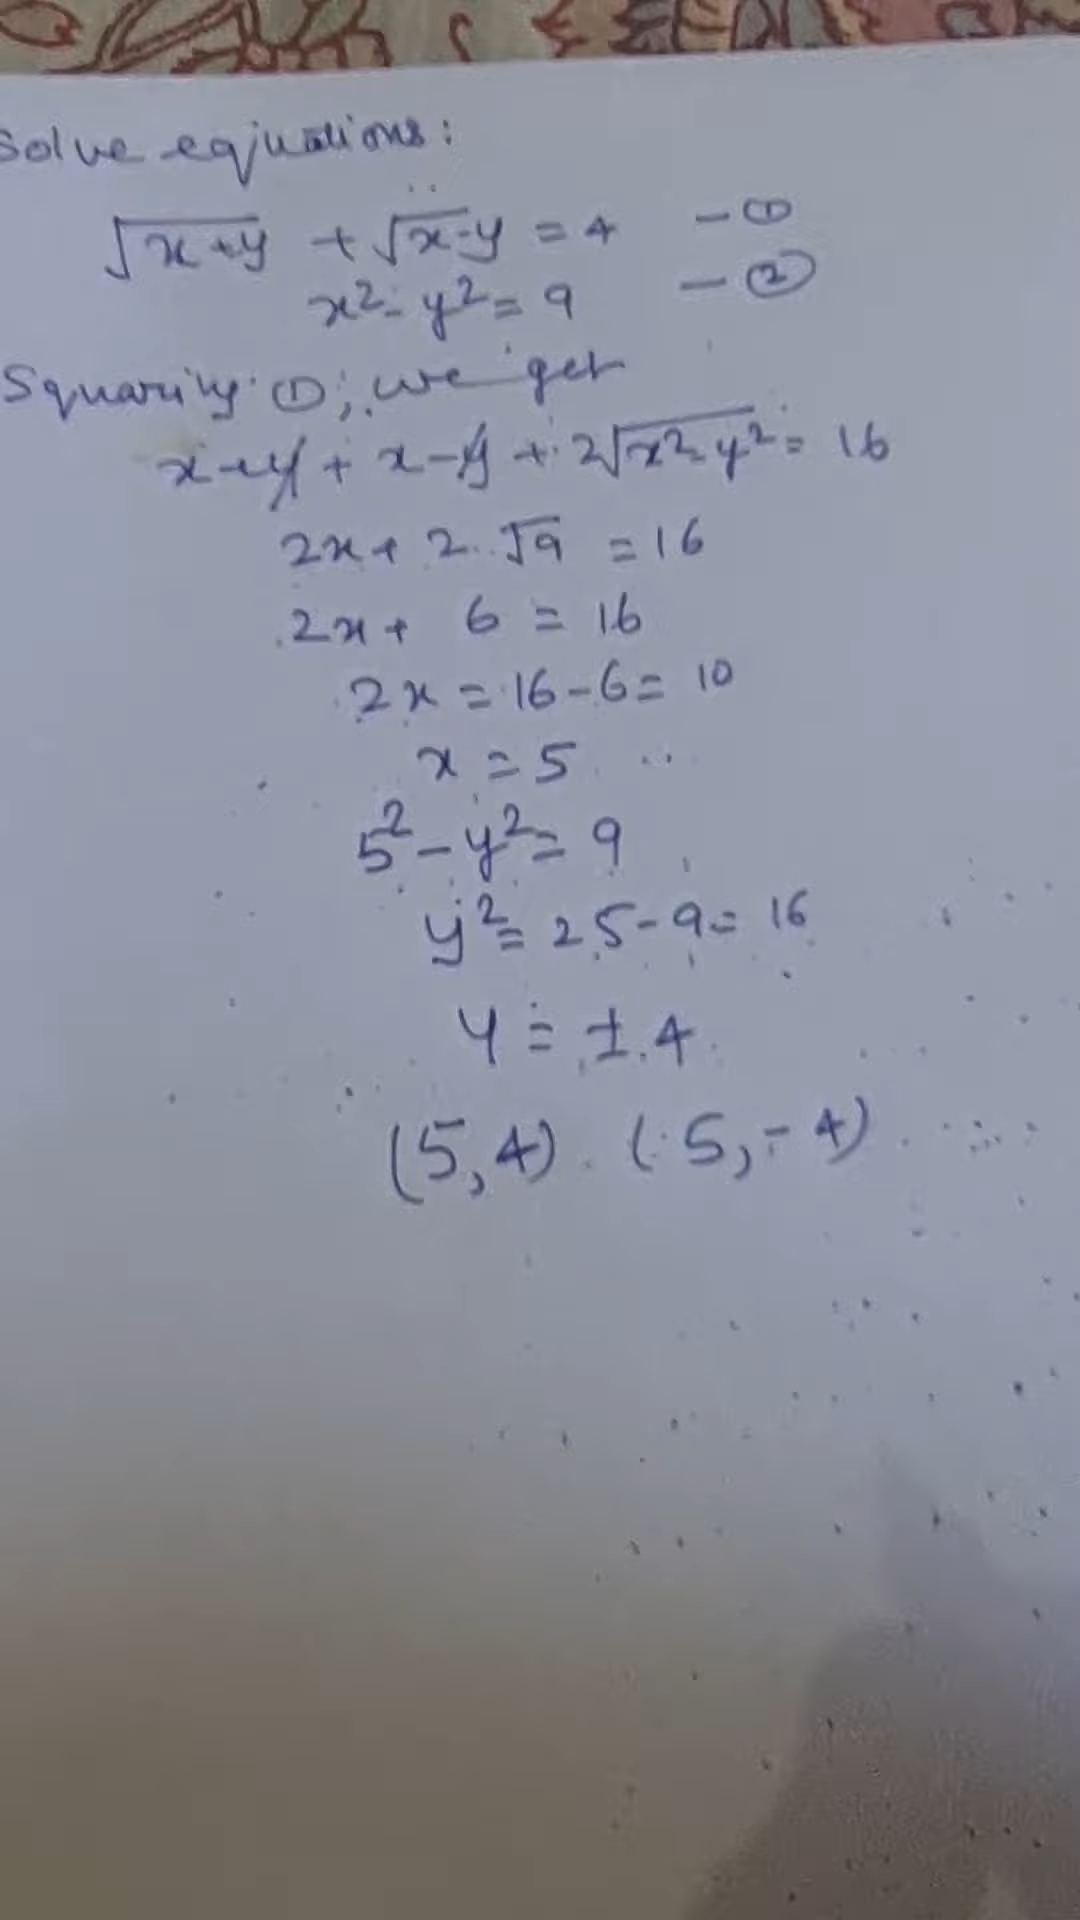 Solve equations:
√x+y + √x-y = 4 - ①
x² - y² = 9 - ②
Squaring ①, we get
x+y + x-y + 2√x²-y² = 16
2x + 2.√9 = 16
2x + 6 = 16
2x = 16-6 = 10
x = 5
5² - y² = 9
y² = 25-9 = 16
y = ±4
(5,4) (5,-4)